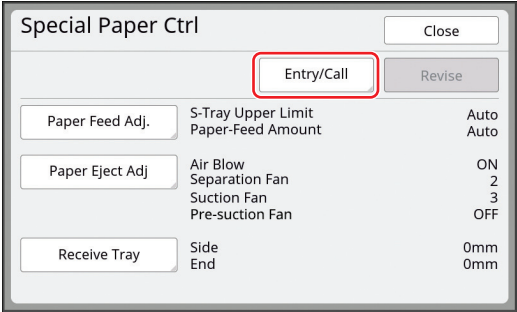 Special Paper Ctrl
Close
Entry/Call
Revise
Paper Feed Adj.
S-Tray Upper Limit Auto
Paper-Feed Amount Auto
Paper Eject Adj
Air Blow ON
Separation Fan 2
Suction Fan 3
Pre-suction Fan OFF
Receive Tray
Side 0mm
End 0mm